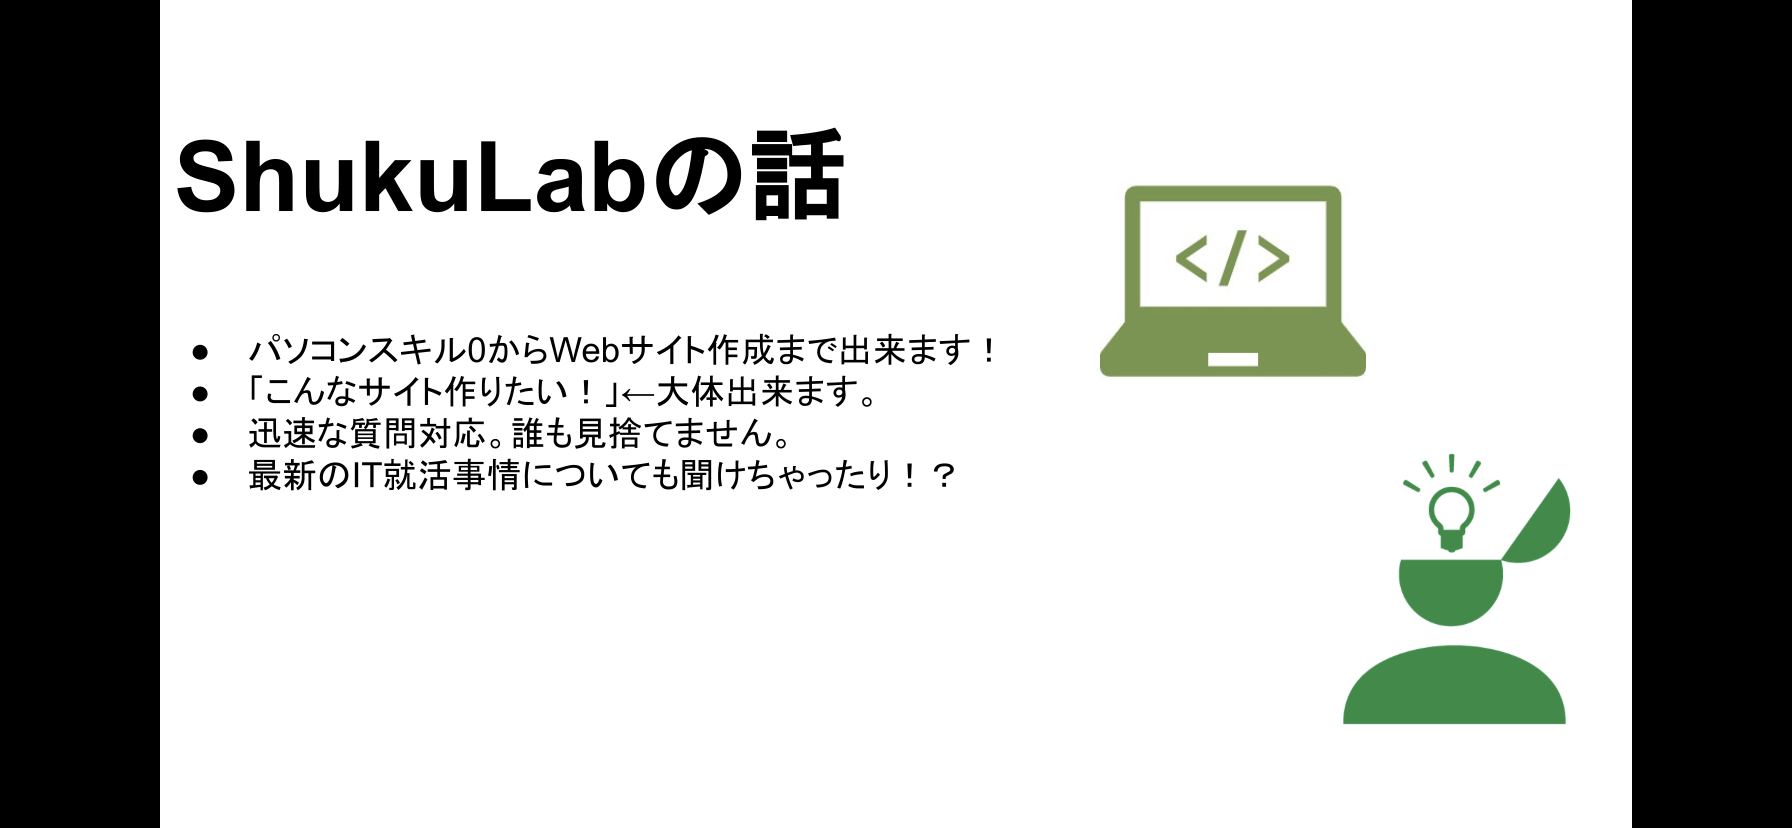 ShukuLabの話
● パソコンスキル0からWebサイト作成まで出来ます！
● 「こんなサイト作りたい！」←大体出来ます。
● 迅速な質問対応。誰も見捨てません。
● 最新のIT就活事情についても聞けちゃったり！？
</>